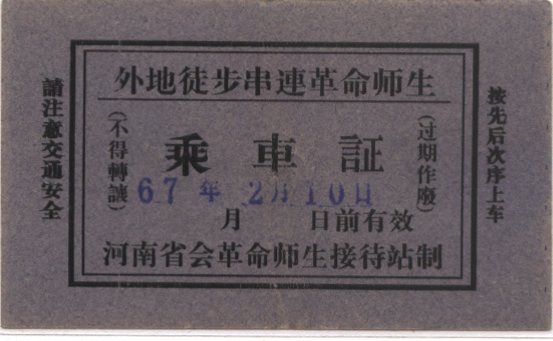 外地徒步串連革命师生
(不得轉讓)
乘車証
(过期作廢)
67年2月10日
月 日前有效
河南省会革命师生接待站制
請注意交通安全
按先后次序上车